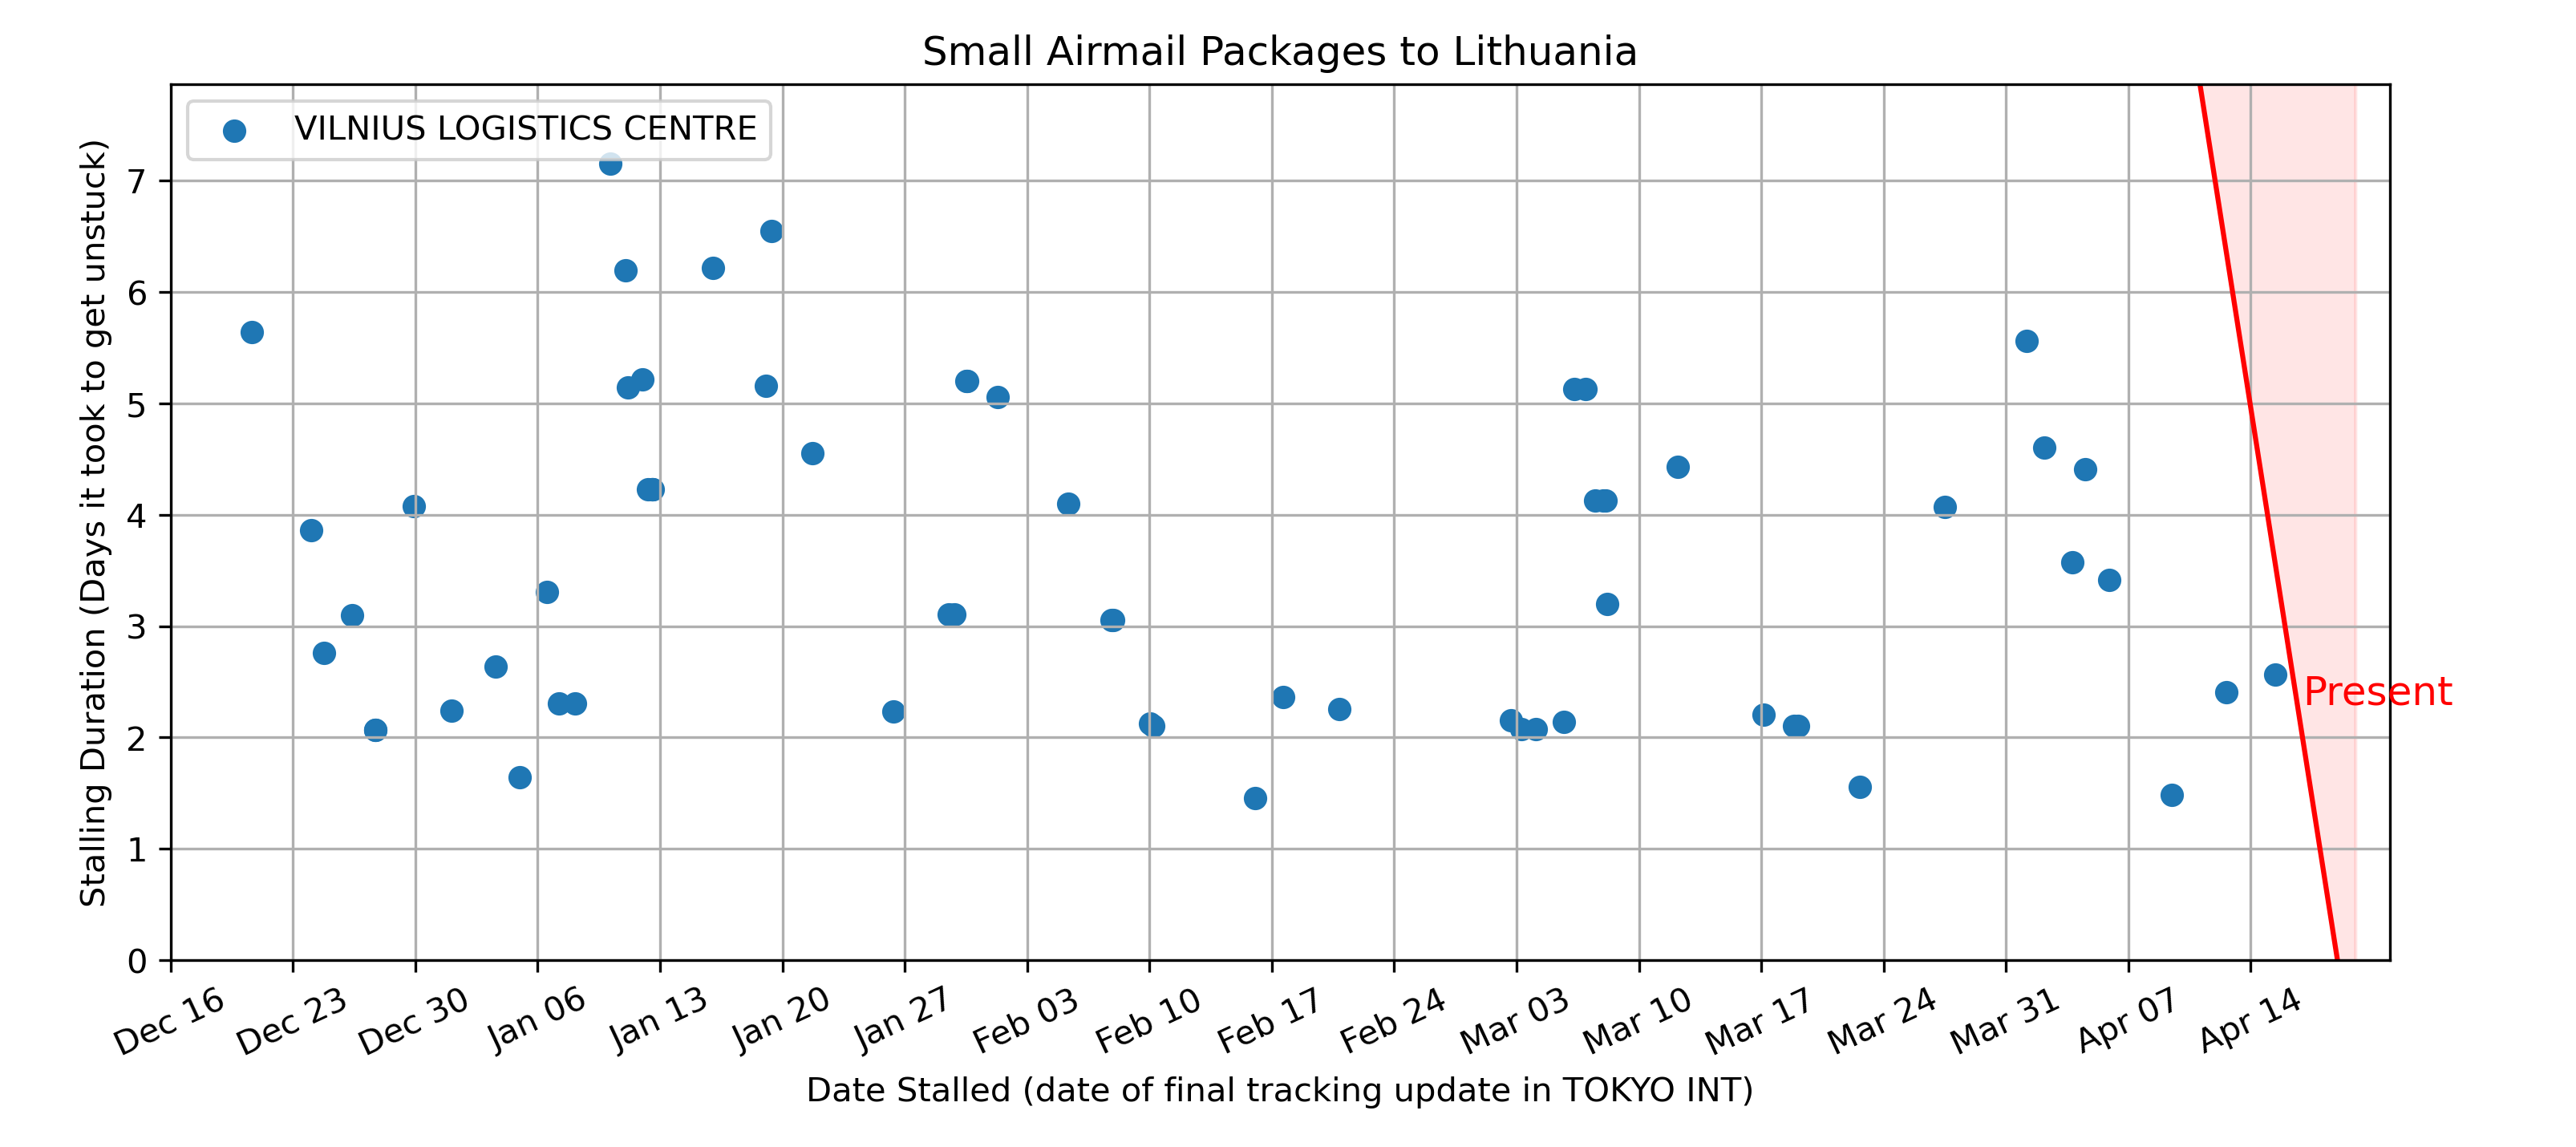 Small Airmail Packages to Lithuania
VILNIUS LOGISTICS CENTRE
Stalling Duration (Days it took to get unstuck)
7
6
5
4
3
2
1
0
Present
Dec 16
Dec 23
Dec 30
Jan 06
Jan 13
Jan 20
Jan 27
Feb 03
Feb 10
Feb 17
Feb 24
Mar 03
Mar 10
Mar 17
Mar 24
Mar 31
Apr 07
Apr 14
Date Stalled (date of final tracking update in TOKYO INT)